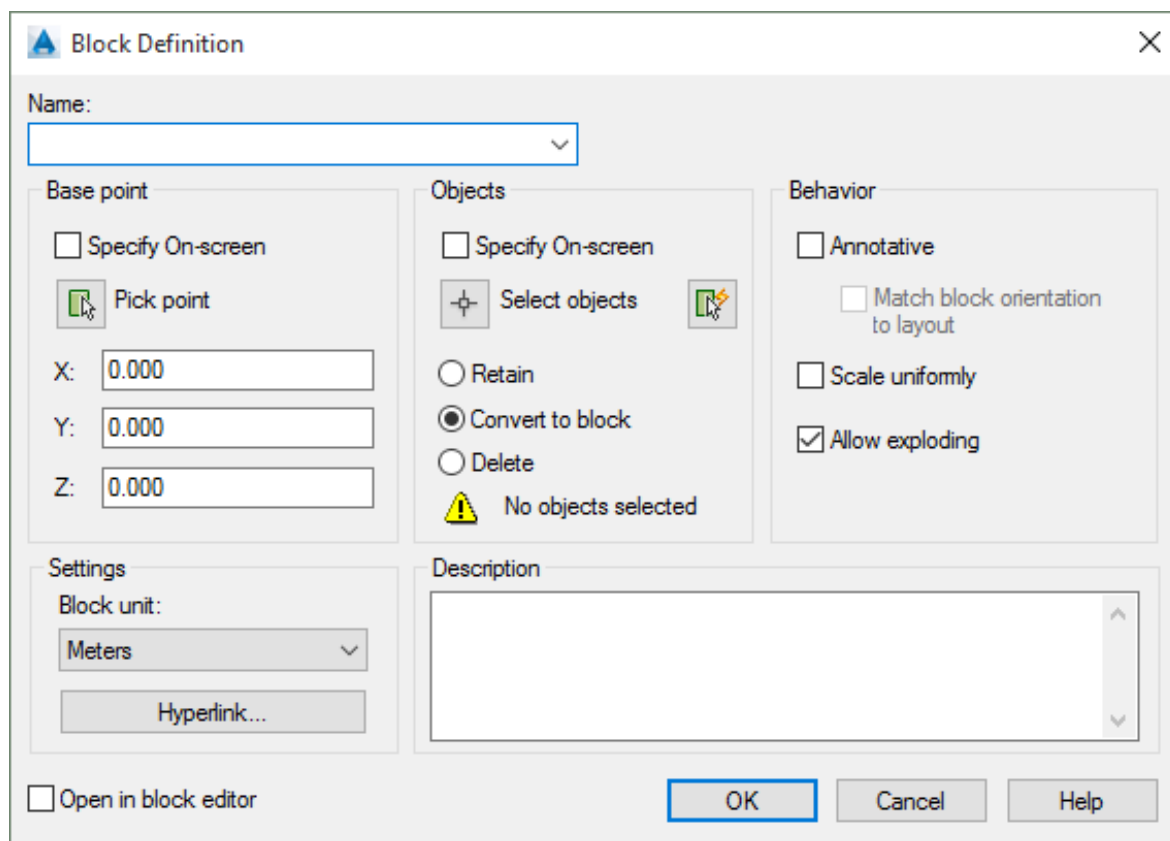 Block Definition
Name:
Base point
Specify On-screen
Pick point
X: 0.000
Y: 0.000
Z: 0.000
Objects
Specify On-screen
Select objects
Retain
Convert to block
Delete
No objects selected
Behavior
Annotative
Match block orientation
to layout
Scale uniformly
Allow exploding
Settings
Block unit:
Meters
Hyperlink...
Description
Open in block editor
OK
Cancel
Help